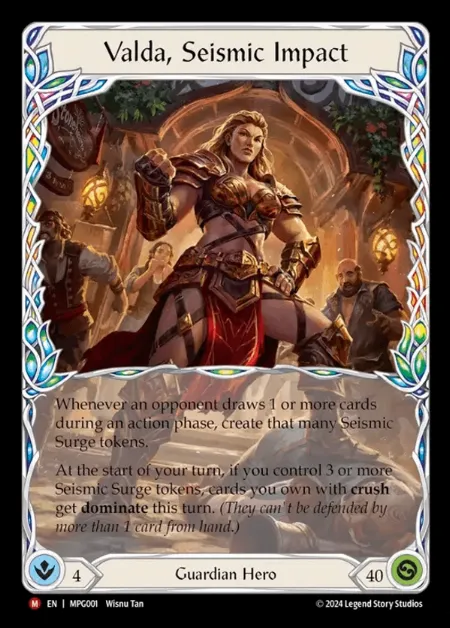 Valda, Seismic Impact
Whenever an opponent draws 1 or more cards
during an action phase, create that many Seismic
Surge tokens.
At the start of your turn, if you control 3 or more
Seismic Surge tokens, cards you own with crush
get dominate this turn. (They can't be defended by
more than 1 card from hand.)
4
Guardian Hero
40
M EN | MPG001 Wisnu Tan
© 2024 Legend Story Studios